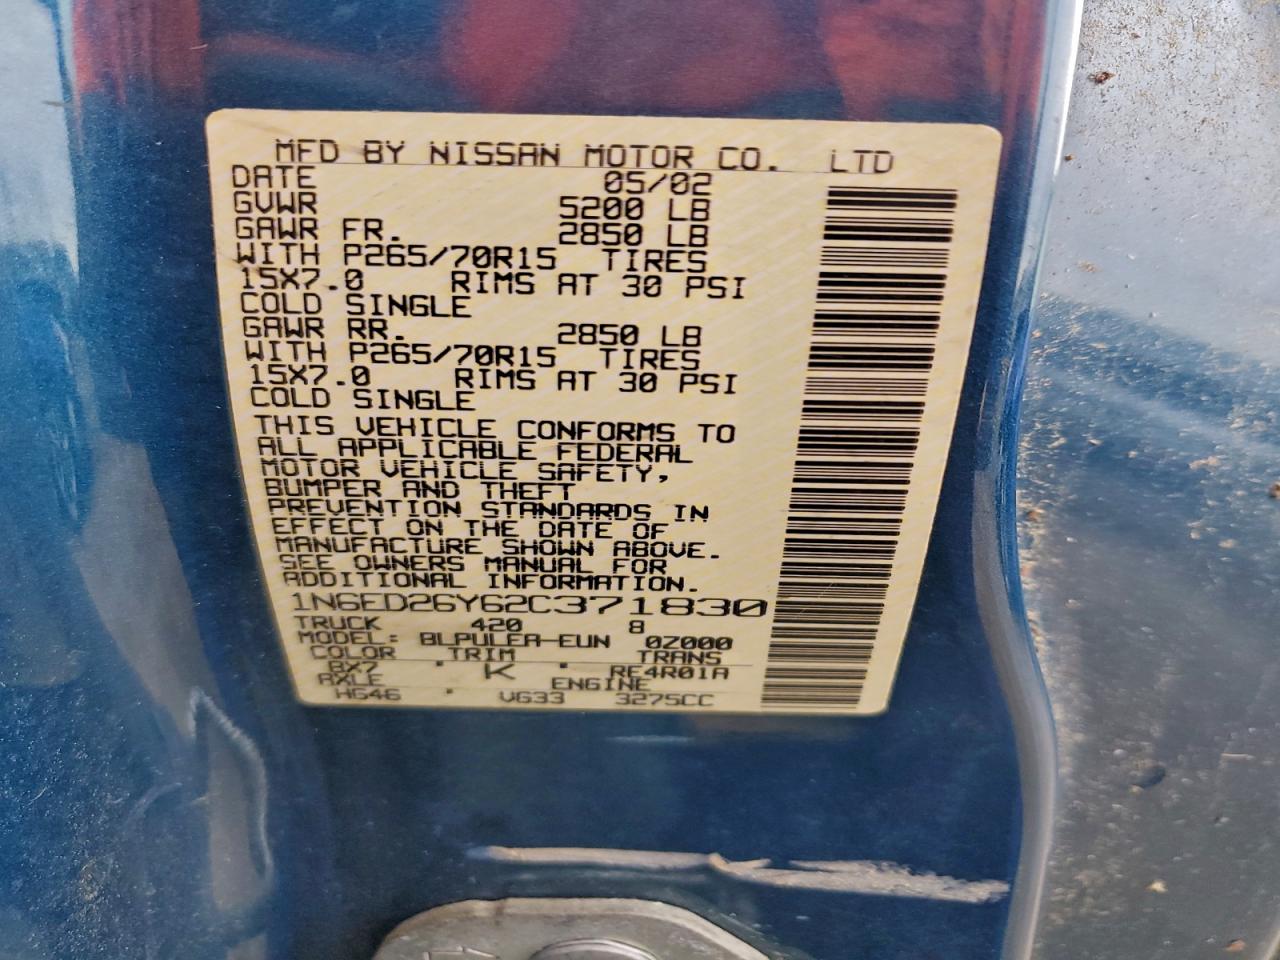 MFD BY NISSAN MOTOR CO. LTD
DATE 05/02
GVWR 5200 LB
GAWR FR. 2850 LB
WITH P265/70R15 TIRES
15X7.0 RIMS AT 30 PSI
COLD SINGLE
GAWR RR. 2850 LB
WITH P265/70R15 TIRES
15X7.0 RIMS AT 30 PSI
COLD SINGLE
THIS VEHICLE CONFORMS TO
ALL APPLICABLE FEDERAL
MOTOR VEHICLE SAFETY,
BUMPER AND THEFT
PREVENTION STANDARDS IN
EFFECT ON THE DATE OF
MANUFACTURE SHOWN ABOVE.
SEE OWNERS MANUAL FOR
ADDITIONAL INFORMATION.
1N6ED26Y62C371830
TRUCK 420 8
MODEL: BLPULEA-EUN 0Z000
COLOR TRIM TRANS
BX7 K RE4R01A
AXLE ENGINE
HG46 VG33 3275CC